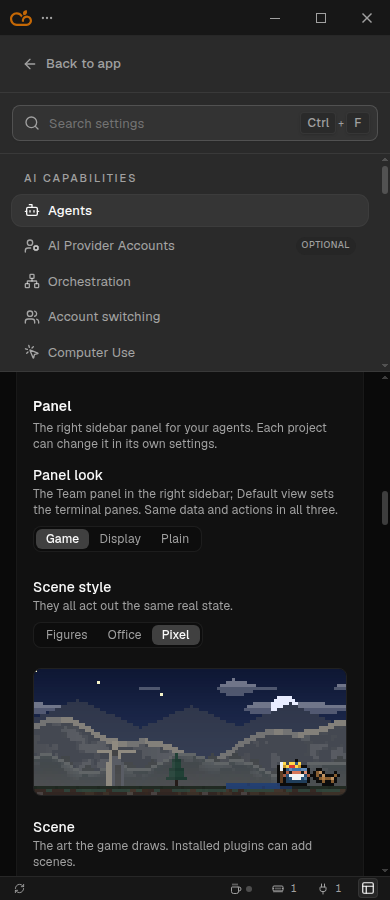 Back to app
Search settings
Ctrl + F
AI CAPABILITIES
Agents
AI Provider Accounts
OPTIONAL
Orchestration
Account switching
Computer Use
Panel
The right sidebar panel for your agents. Each project
can change it in its own settings.
Panel look
The Team panel in the right sidebar; Default view sets
the terminal panes. Same data and actions in all three.
Game Display Plain
Scene style
They all act out the same real state.
Figures Office Pixel
Scene
The art the game draws. Installed plugins can add
scenes.
1 1